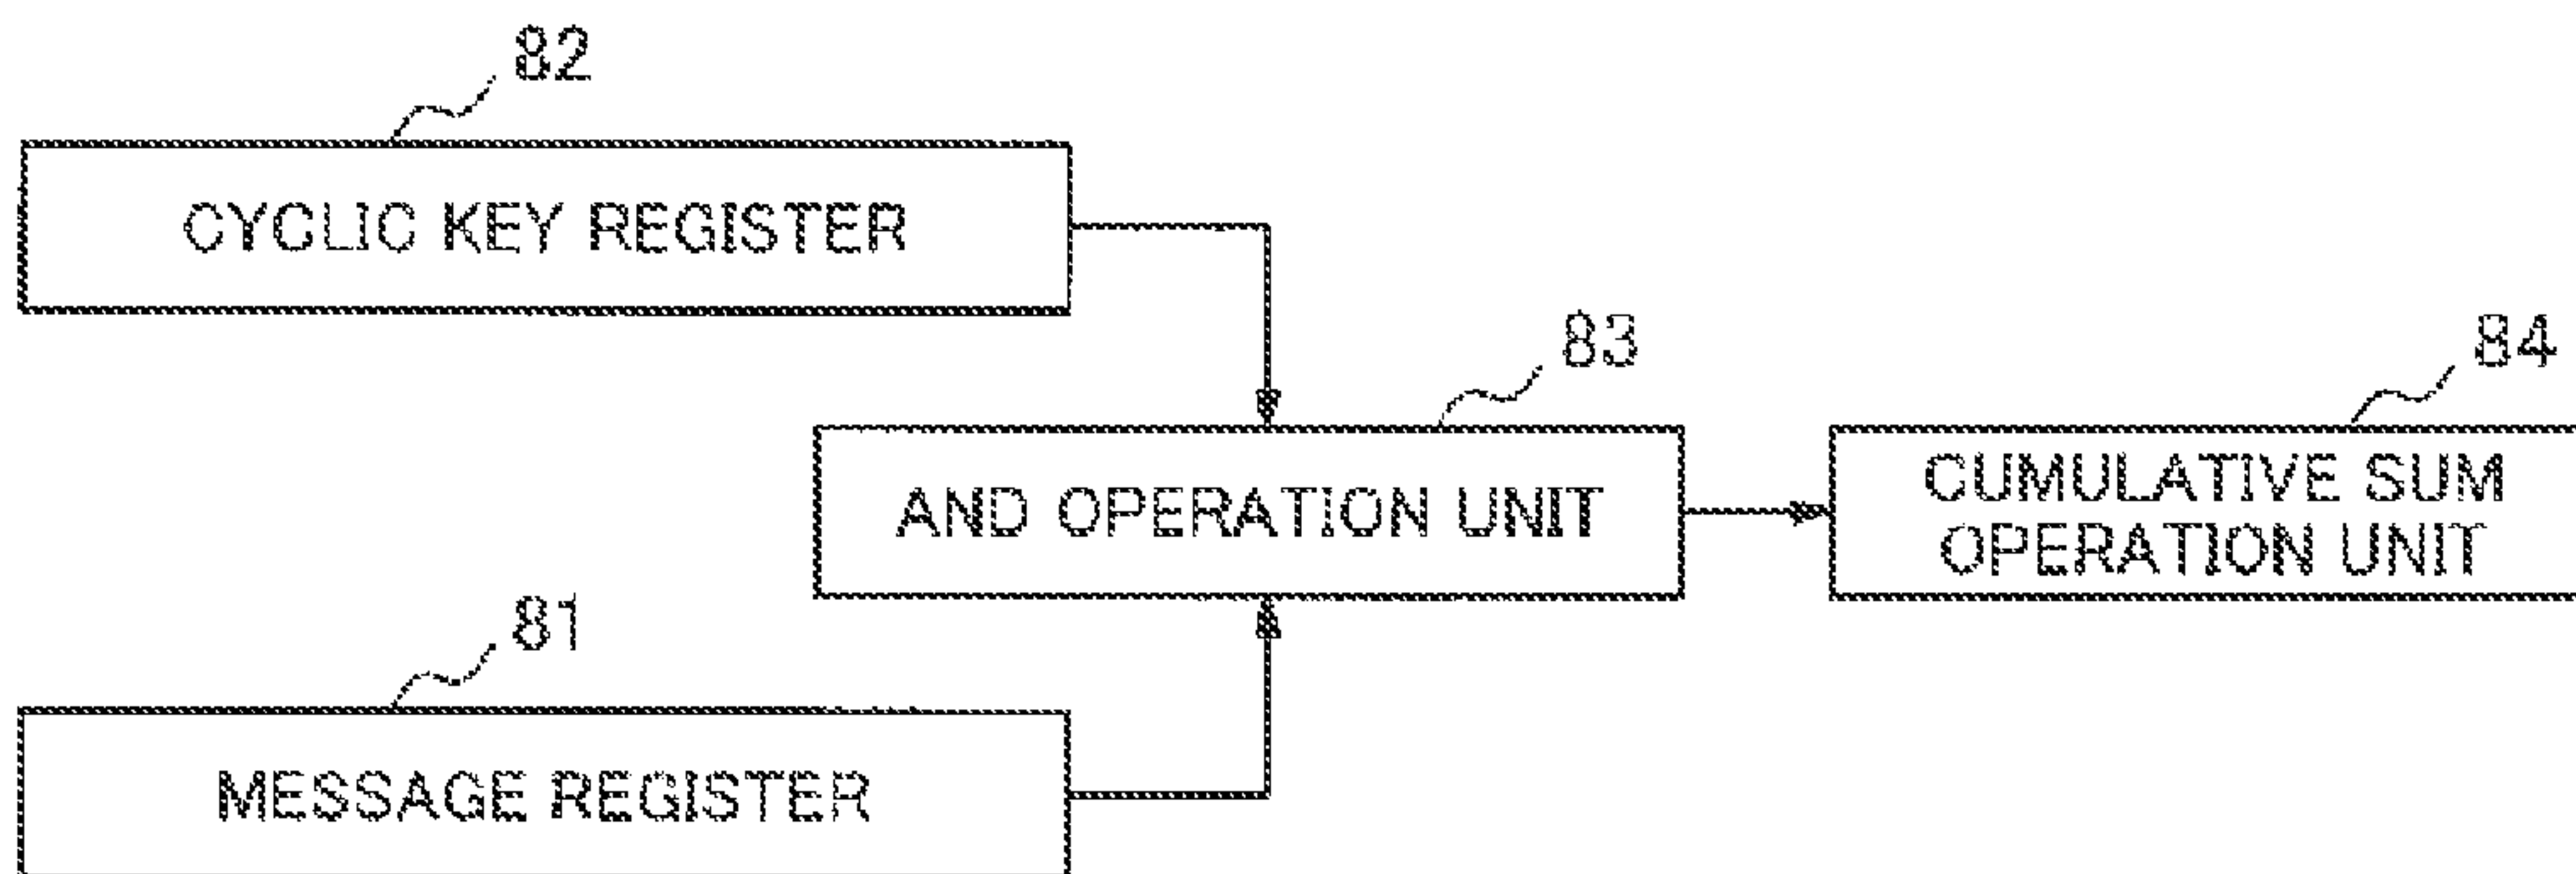 82
CYCLIC KEY REGISTER
83
84
AND OPERATION UNIT
CUMULATIVE SUM
OPERATION UNIT
81
MESSAGE REGISTER